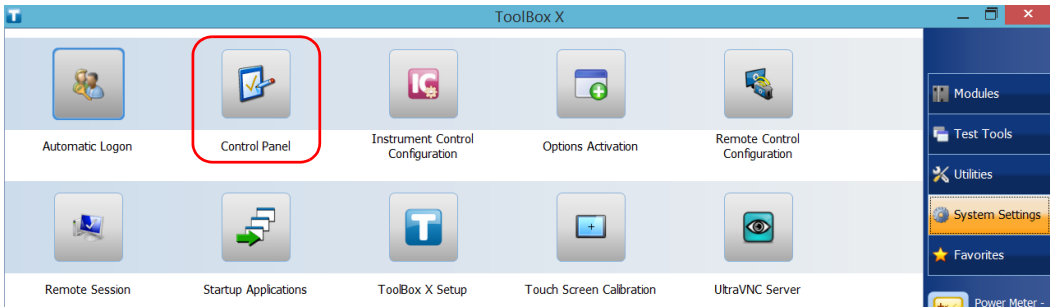 ToolBox X
Automatic Logon
Control Panel
IC
Instrument Control
Configuration
Options Activation
Remote Control
Configuration
Remote Session
Startup Applications
ToolBox X Setup
Touch Screen Calibration
UltraVNC Server
Modules
Test Tools
Utilities
System Settings
Favorites
Power Meter -